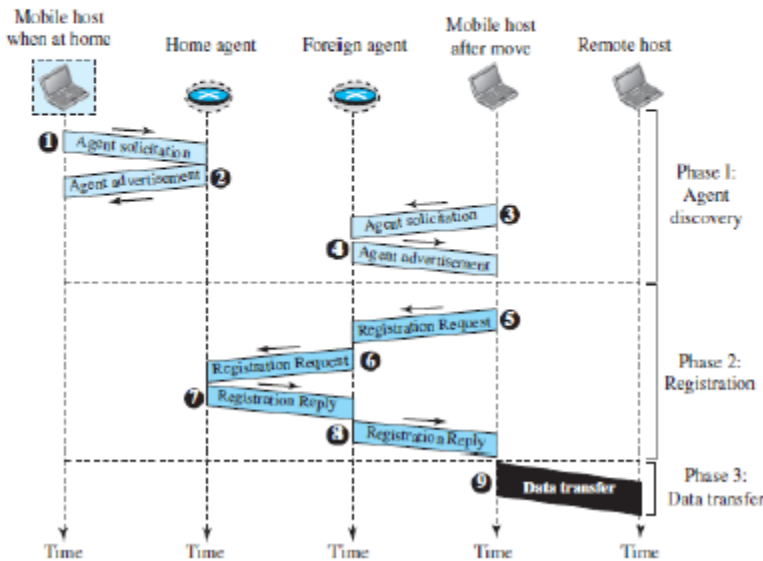 Mobile host
when at home
Home agent
Foreign agent
Mobile host
after move
Remote host
1
Agent solicitation
Agent advertisement
2
Agent solicitation
3
4
Agent advertisement
Phase 1:
Agent
discovery
Registration Request
5
Registration Request
6
7
Registration Reply
8
Registration Reply
Phase 2:
Registration
9
Data transfer
Phase 3:
Data transfer
Time
Time
Time
Time
Time